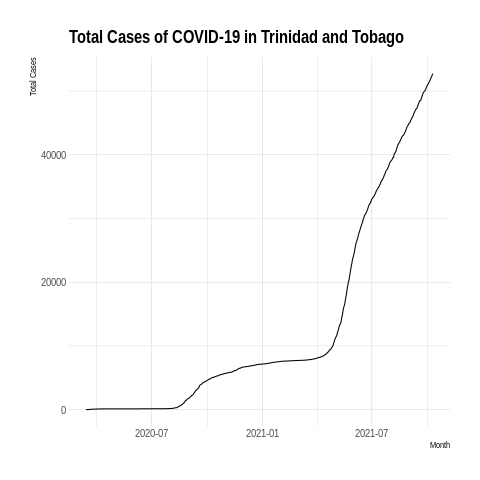 Total Cases of COVID-19 in Trinidad and Tobago
Total Cases
40000
20000
0
2020-07 2021-01 2021-07
Month